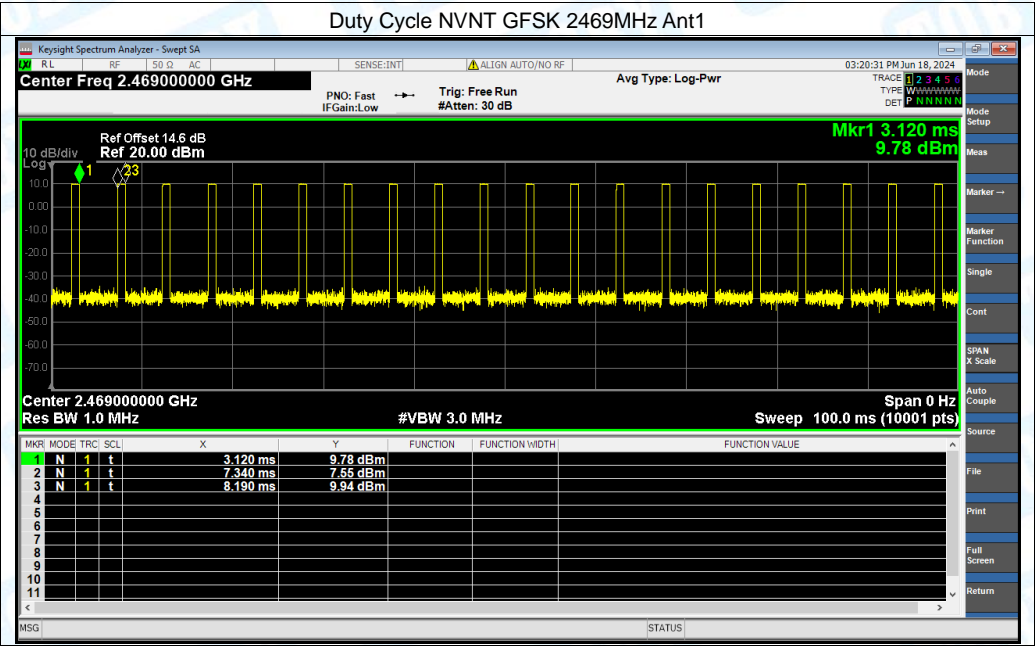 Duty Cycle NVNT GFSK 2469MHz Ant1
Keysight Spectrum Analyzer - Swept SA
RL RF 50 Ω AC SENSE:INT ALIGN AUTO/NO RF 03:20:31 PM Jun 18, 2024
Center Freq 2.469000000 GHz
PNO: Fast
IFGain:Low
Trig: Free Run
#Atten: 30 dB
Avg Type: Log-Pwr
TRACE 1 2 3 4 5 6
TYPE WWWWWW
DET P N N N N N
Mkr1 3.120 ms
9.78 dBm
Ref Offset 14.6 dB
10 dB/div Ref 20.00 dBm
Log
1
2 3
10.0
0.00
-10.0
-20.0
-30.0
-40.0
-50.0
-60.0
-70.0
Center 2.469000000 GHz Span 0 Hz
Res BW 1.0 MHz #VBW 3.0 MHz Sweep 100.0 ms (10001 pts)
MKR MODE TRC SCL X Y FUNCTION FUNCTION WIDTH FUNCTION VALUE
1 N 1 t 3.120 ms 9.78 dBm
2 N 1 t 7.340 ms 7.55 dBm
3 N 1 t 8.190 ms 9.94 dBm
4
5
6
7
8
9
10
11
MSG STATUS
Mode
Mode
Setup
Meas
Marker →
Marker
Function
Single
Cont
SPAN
X Scale
Auto
Couple
Source
File
Print
Full
Screen
Return